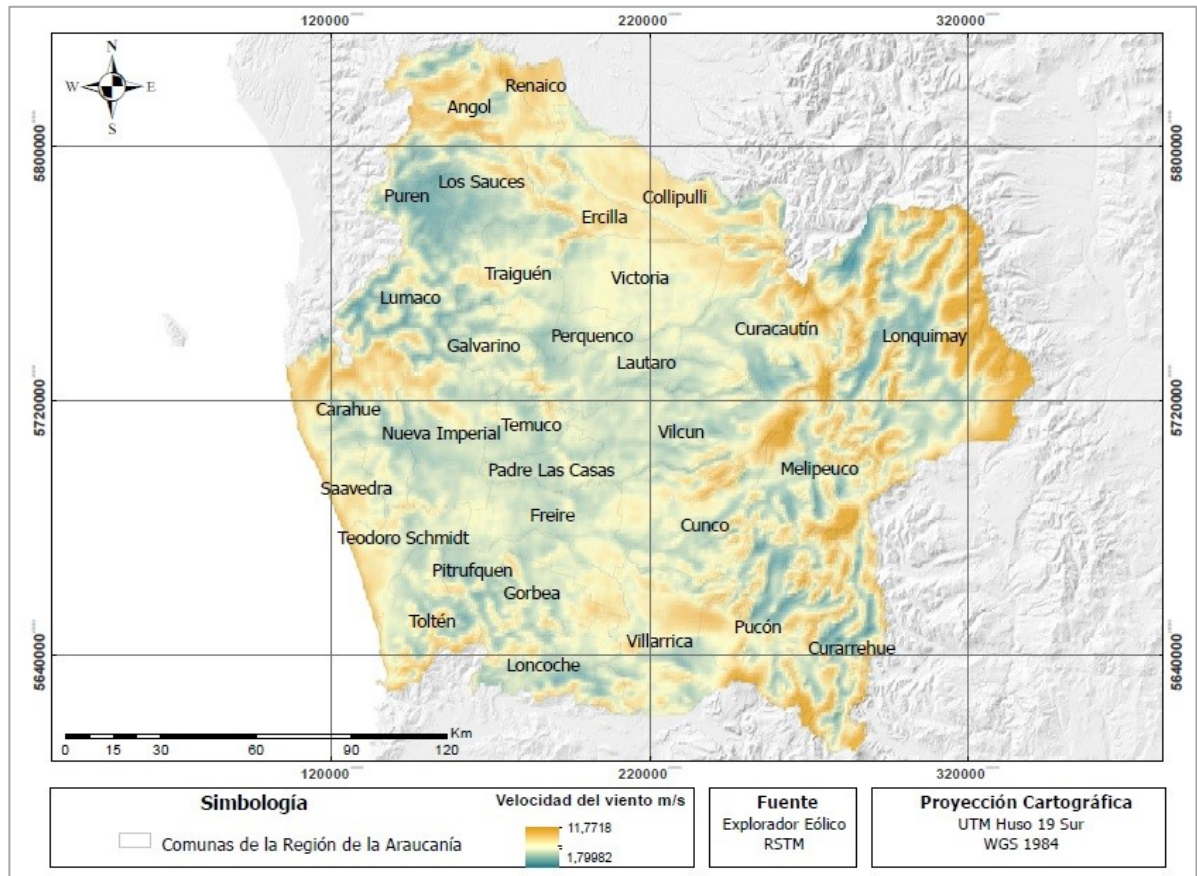 120000 220000 320000
N
W E
S
5800000 5800000
5720000 5720000
5640000 5640000
Renaico
Angol
Los Sauces
Puren
Collipulli
Ercilla
Traiguén
Victoria
Lumaco
Curacautín
Perquenco
Lonquimay
Galvarino
Lautaro
Carahue
Temuco
Nueva Imperial
Vilcun
Padre Las Casas
Melipeuco
Saavedra
Freire
Cunco
Teodoro Schmidt
Pitrufquen
Gorbea
Toltén
Pucón
Villarrica
Curarrehue
Loncoche
Km
0 15 30 60 90 120
120000 220000 320000
Simbología
Comunas de la Región de la Araucanía
Velocidad del viento m/s
11,7718
1,79982
Fuente
Explorador Eólico
RSTM
Proyección Cartográfica
UTM Huso 19 Sur
WGS 1984